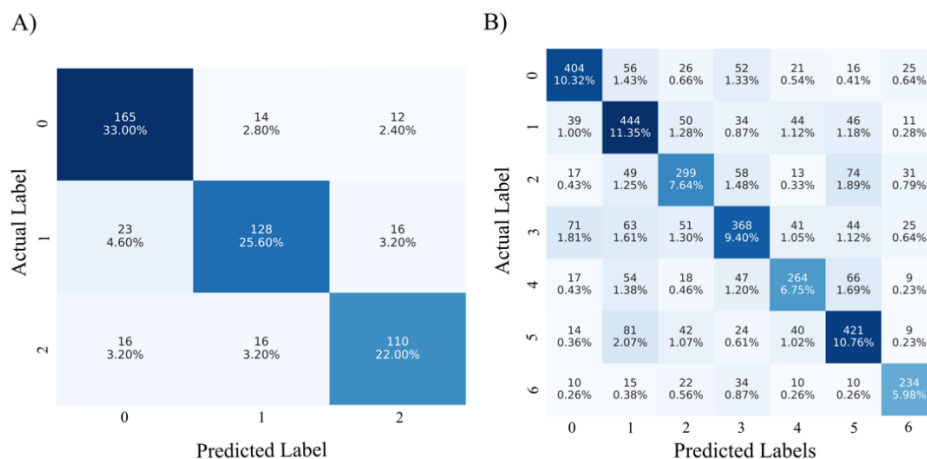 A)
B)
Actual Label
0
165 14 12
33.00% 2.80% 2.40%
1
23 128 16
4.60% 25.60% 3.20%
2
16 16 110
3.20% 3.20% 22.00%
0 1 2
Predicted Label
Actual Label
0
404 56 26 52 21 16 25
10.32% 1.43% 0.66% 1.33% 0.54% 0.41% 0.64%
1
39 444 50 34 44 46 11
1.00% 11.35% 1.28% 0.87% 1.12% 1.18% 0.28%
2
17 49 299 58 13 74 31
0.43% 1.25% 7.64% 1.48% 0.33% 1.89% 0.79%
3
71 63 51 368 41 44 25
1.81% 1.61% 1.30% 9.40% 1.05% 1.12% 0.64%
4
17 54 18 47 264 66 9
0.43% 1.38% 0.46% 1.20% 6.75% 1.69% 0.23%
5
14 81 42 24 40 421 9
0.36% 2.07% 1.07% 0.61% 1.02% 10.76% 0.23%
6
10 15 22 34 10 10 234
0.26% 0.38% 0.56% 0.87% 0.26% 0.26% 5.98%
0 1 2 3 4 5 6
Predicted Labels